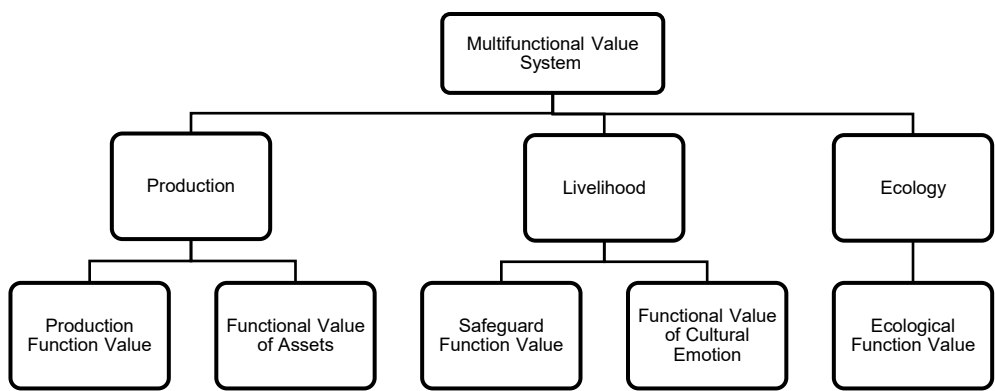 Multifunctional Value
System
Production
Livelihood
Ecology
Production
Function Value
Functional Value
of Assets
Safeguard
Function Value
Functional Value
of Cultural
Emotion
Ecological
Function Value